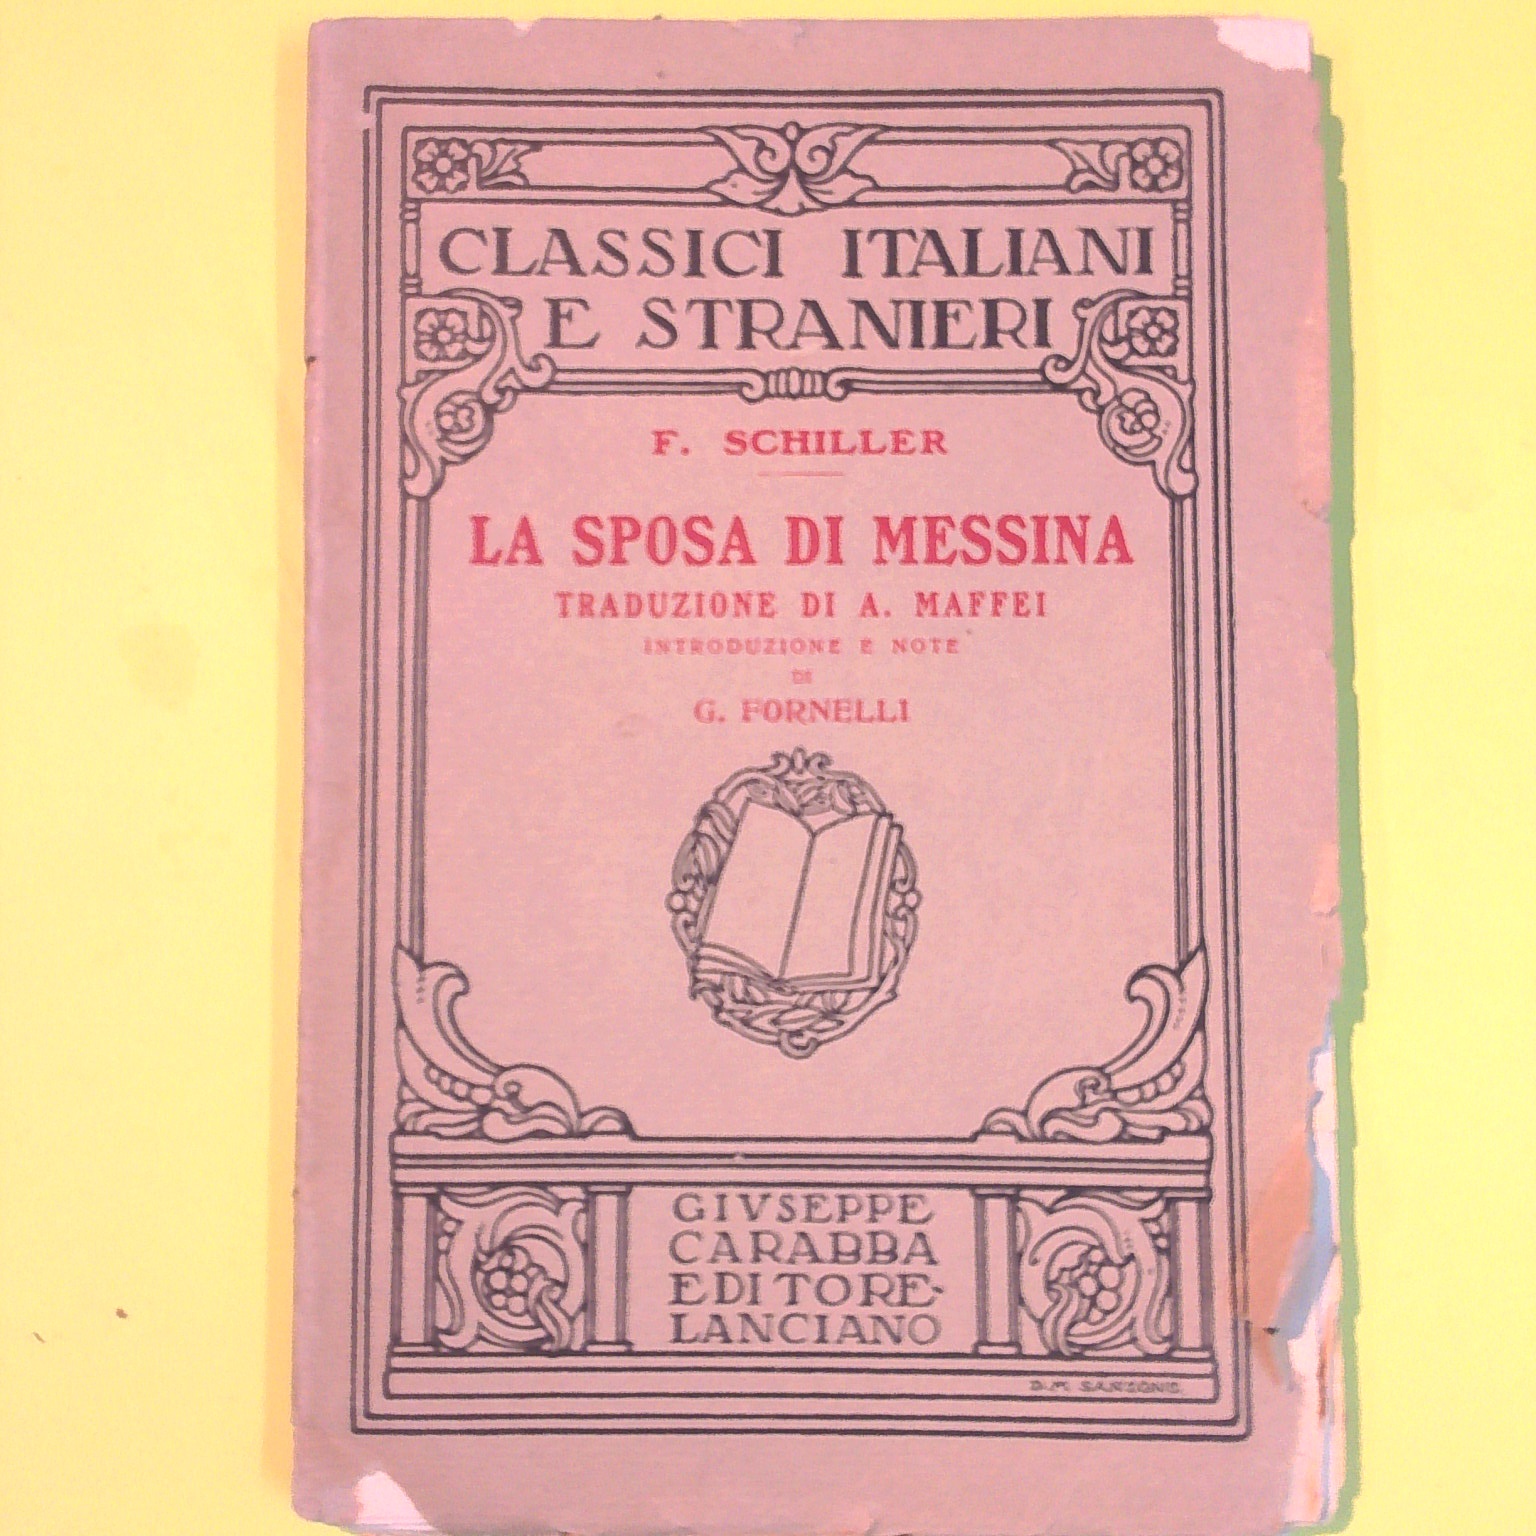 CLASSICI ITALIANI
E STRANIERI
F. SCHILLER
LA SPOSA DI MESSINA
TRADUZIONE DI A. MAFFEI
INTRODUZIONE E NOTE
DI
G. FORNELLI
GIVSEPPE
CARABBA
EDITORE-
LANCIANO